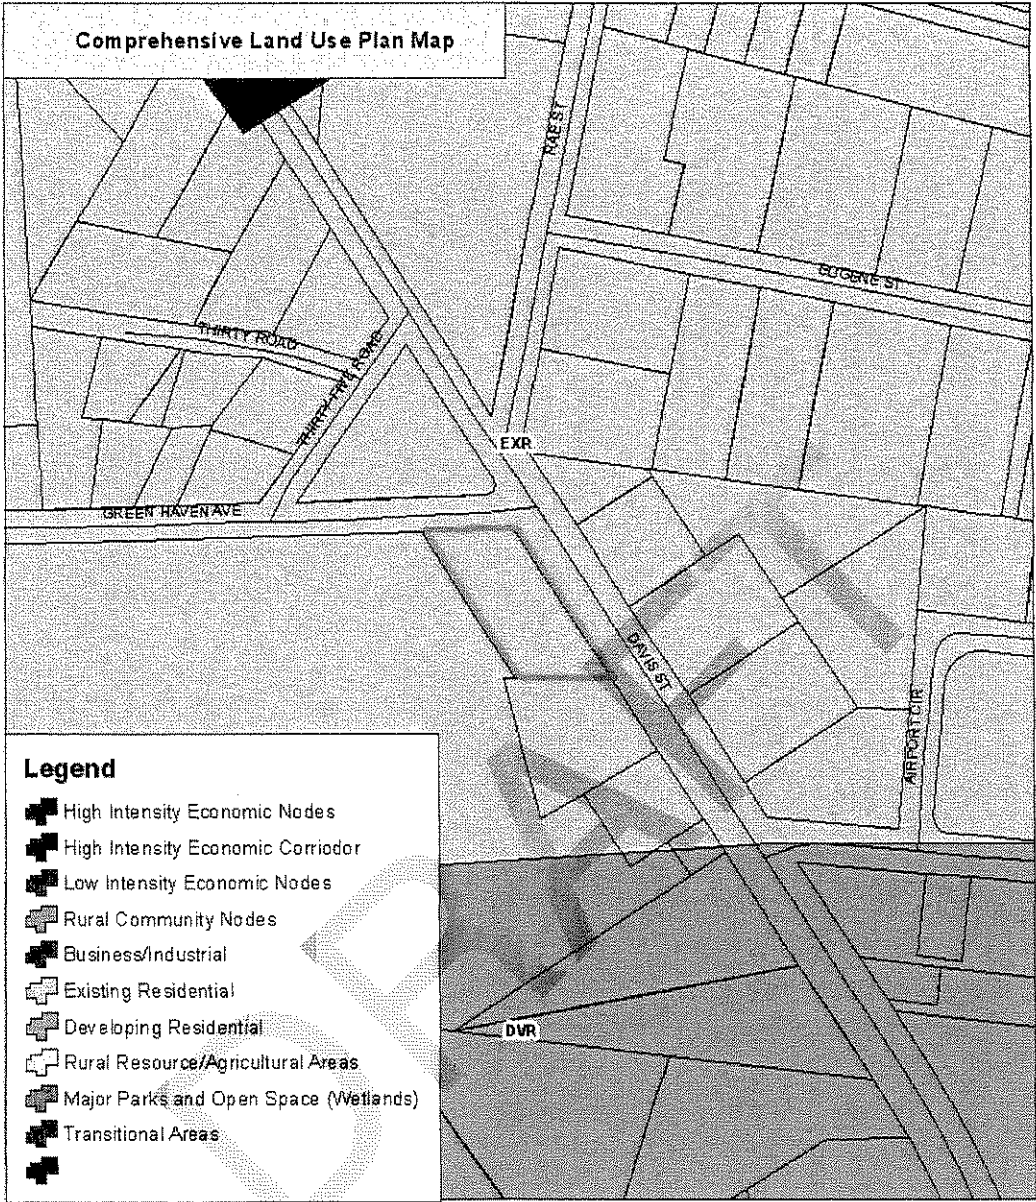 Comprehensive Land Use Plan Map
RAE ST
EUGENE ST
THIRTY ROAD
THIRTY FIVE ROAD
EXR
GREEN HAVEN AVE
DAVIS ST
AIRPORT CIR
Legend
High Intensity Economic Nodes
High Intensity Economic Corriodor
Low Intensity Economic Nodes
Rural Community Nodes
Business/Industrial
Existing Residential
Developing Residential
Rural Resource/Agricultural Areas
Major Parks and Open Space (Wetlands)
Transitional Areas
DVR